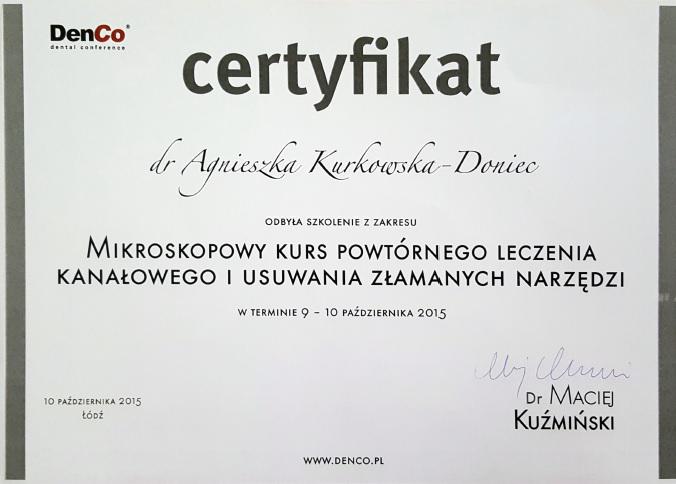 DenCo®
dental conference
certyfikat
dr Agnieszka Kurkowska-Doniec
ODBYŁA SZKOLENIE Z ZAKRESU
MIKROSKOPOWY KURS POWTÓRNEGO LECZENIA
KANAŁOWEGO I USUWANIA ZŁAMANYCH NARZĘDZI
W TERMINIE 9 – 10 PAŹDZIERNIKA 2015
DR MACIEJ
KUŹMIŃSKI
10 PAŹDZIERNIKA 2015
ŁÓDŹ
WWW.DENCO.PL